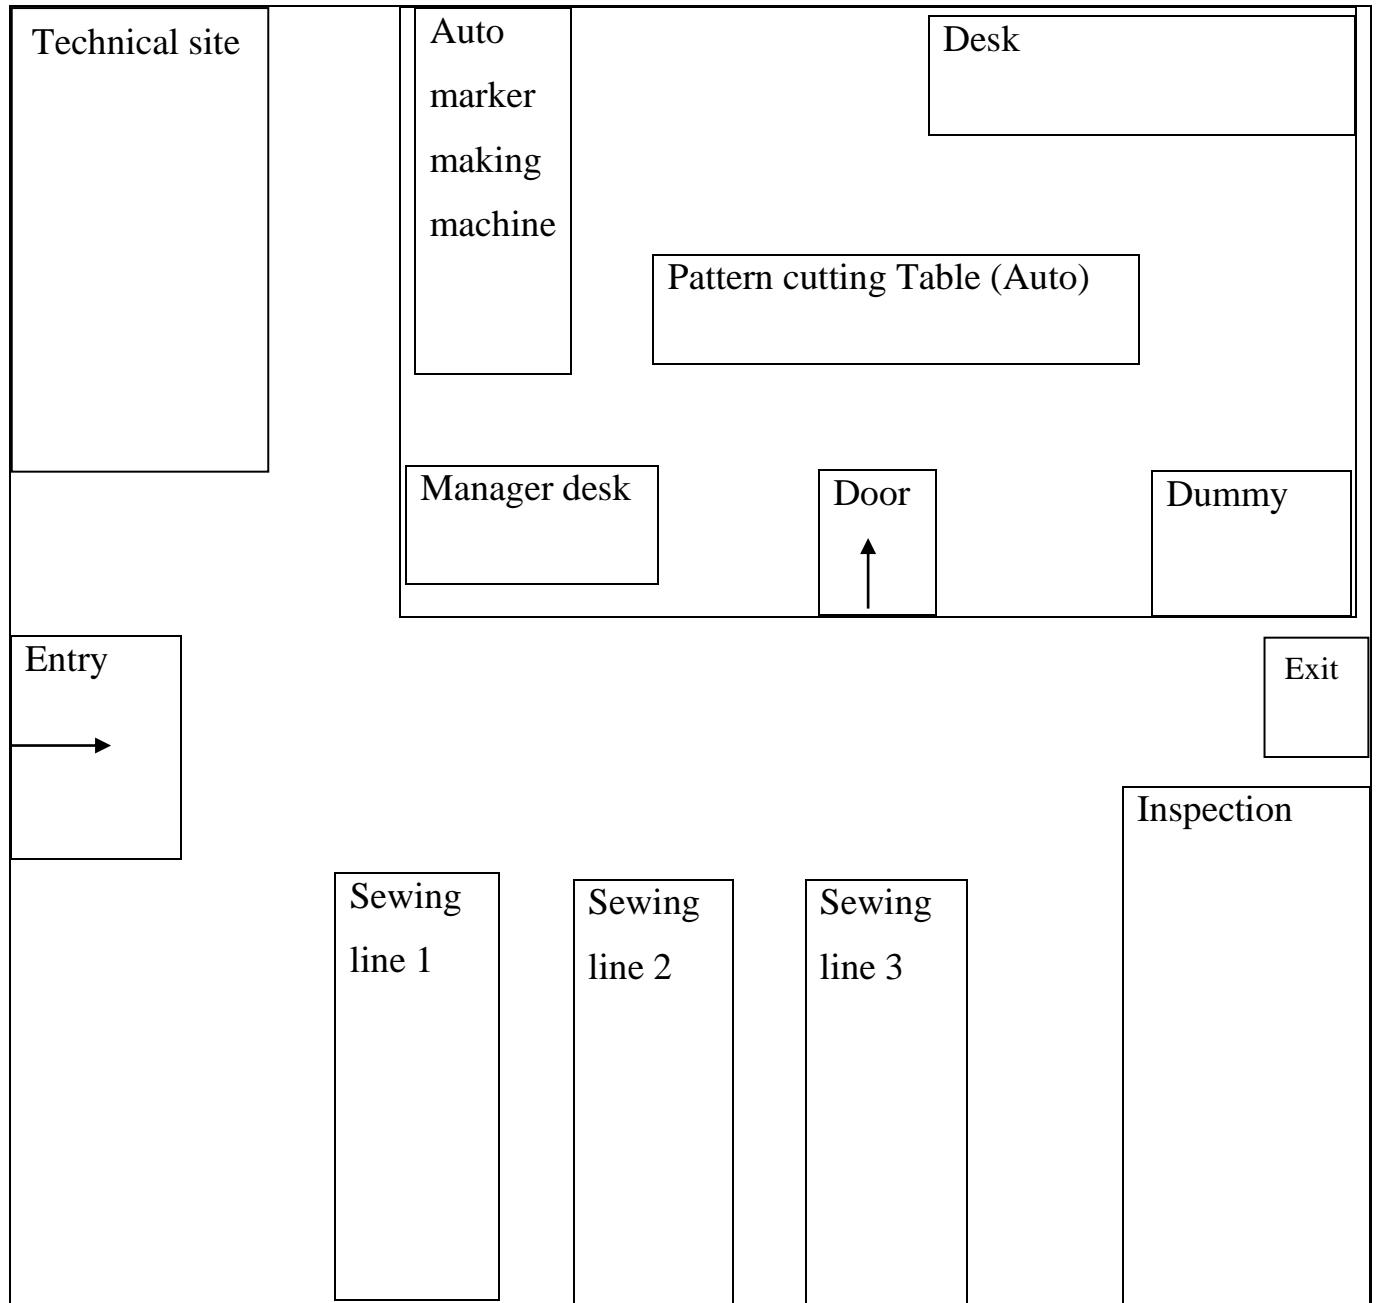 Technical site
Auto
marker
making
machine
Desk
Pattern cutting Table (Auto)
Manager desk
Door
Dummy
Entry
Exit
Inspection
Sewing
line 1
Sewing
line 2
Sewing
line 3